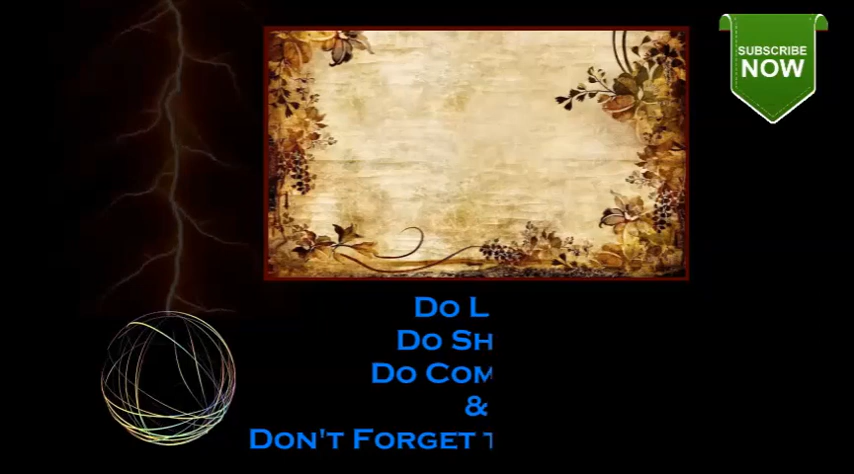 SUBSCRIBE
NOW
DO L
DO SH
DO COM
&
DON'T FORGET